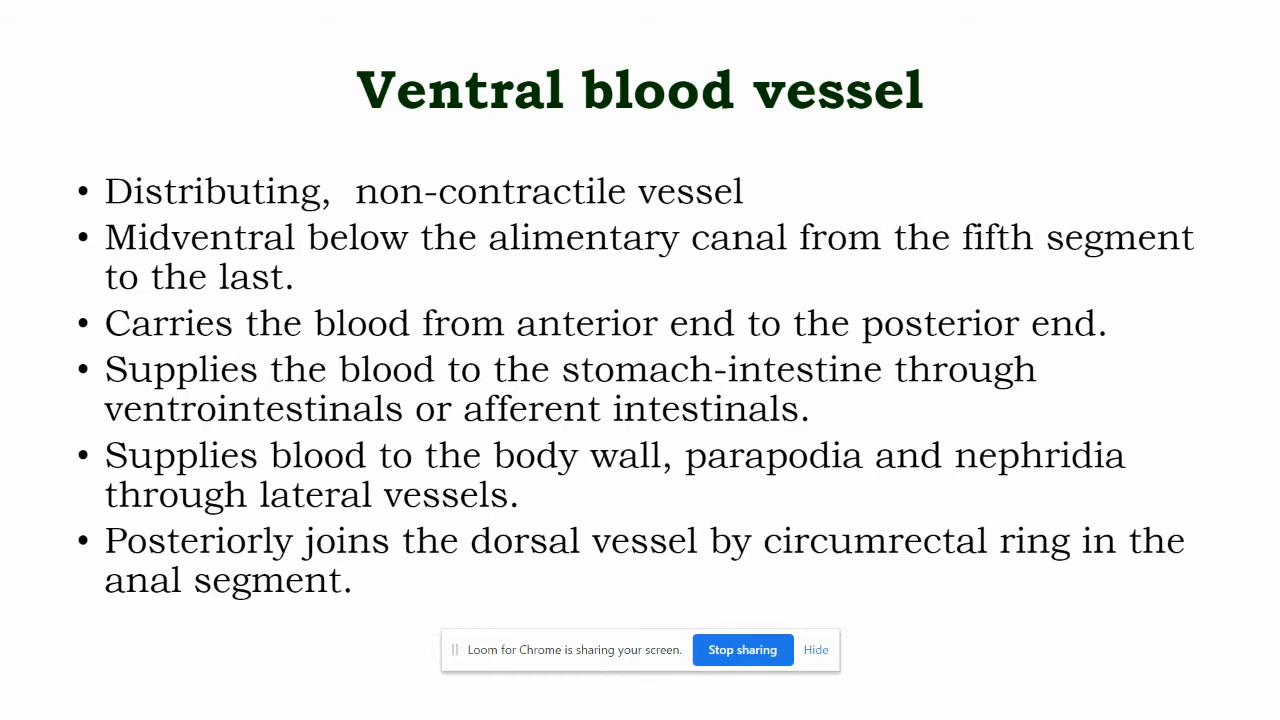 Ventral blood vessel
• Distributing,  non-contractile vessel
• Midventral below the alimentary canal from the fifth segment
to the last.
• Carries the blood from anterior end to the posterior end.
• Supplies the blood to the stomach-intestine through
ventrointestinals or afferent intestinals.
• Supplies blood to the body wall, parapodia and nephridia
through lateral vessels.
• Posteriorly joins the dorsal vessel by circumrectal ring in the
anal segment.
Loom for Chrome is sharing your screen. Stop sharing Hide